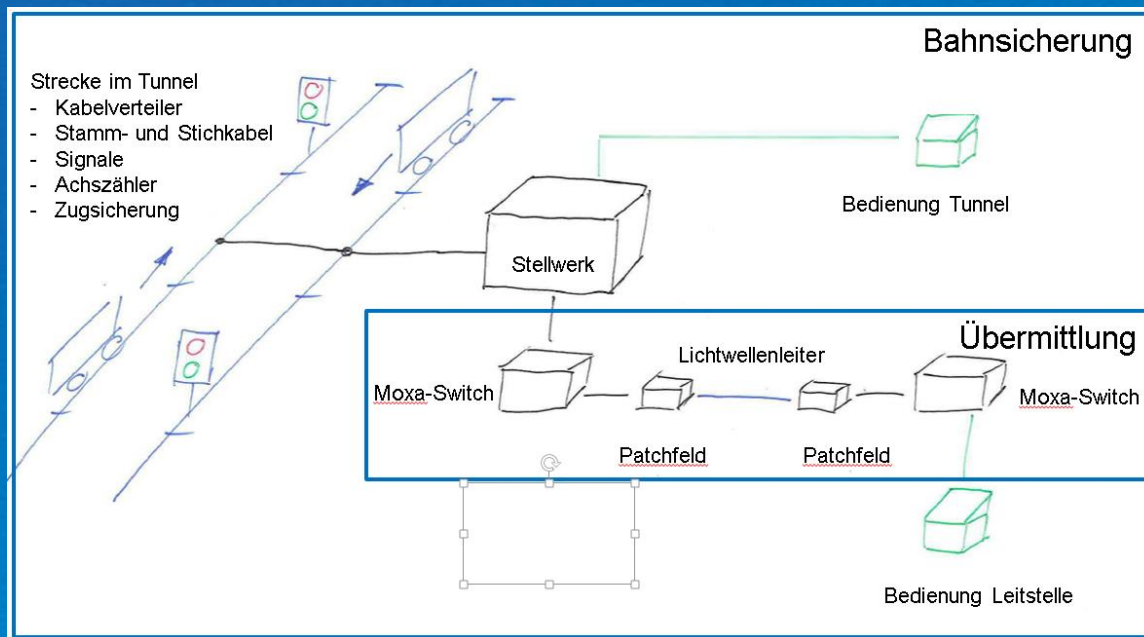 Bahnsicherung
Strecke im Tunnel
- Kabelverteiler
- Stamm- und Stichkabel
- Signale
- Achszähler
- Zugsicherung
Bedienung Tunnel
Stellwerk
Übermittlung
Lichtwellenleiter
Moxa-Switch
Moxa-Switch
Patchfeld
Patchfeld
Bedienung Leitstelle